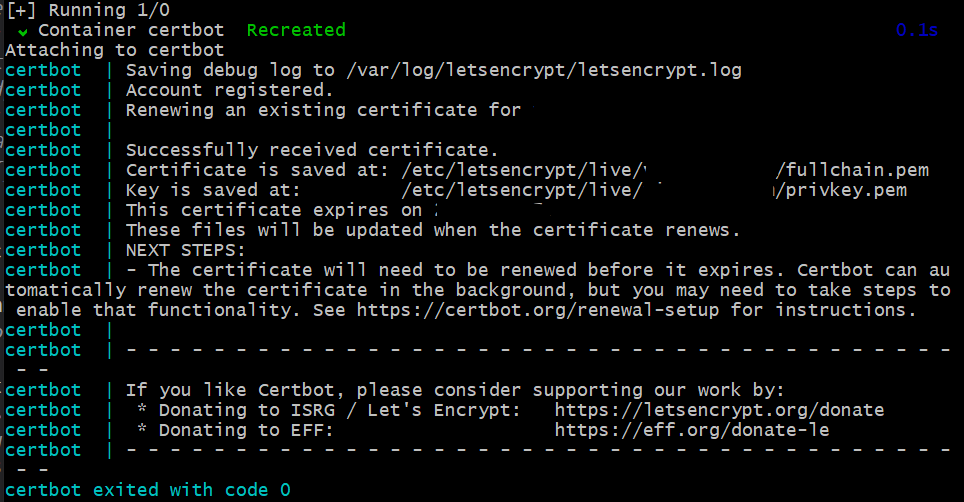 [+] Running 1/0
✔ Container certbot  Recreated 0.1s
Attaching to certbot
certbot  | Saving debug log to /var/log/letsencrypt/letsencrypt.log
certbot  | Account registered.
certbot  | Renewing an existing certificate for
certbot  |
certbot  | Successfully received certificate.
certbot  | Certificate is saved at: /etc/letsencrypt/live/ /fullchain.pem
certbot  | Key is saved at:         /etc/letsencrypt/live/ /privkey.pem
certbot  | This certificate expires on
certbot  | These files will be updated when the certificate renews.
certbot  | NEXT STEPS:
certbot  | - The certificate will need to be renewed before it expires. Certbot can au
tomatically renew the certificate in the background, but you may need to take steps to
 enable that functionality. See https://certbot.org/renewal-setup for instructions.
certbot  |
certbot  | - - - - - - - - - - - - - - - - - - - - - - - - - - - - - - - - - - - - - -
 - -
certbot  | If you like Certbot, please consider supporting our work by:
certbot  |  * Donating to ISRG / Let's Encrypt:   https://letsencrypt.org/donate
certbot  |  * Donating to EFF:                    https://eff.org/donate-le
certbot  | - - - - - - - - - - - - - - - - - - - - - - - - - - - - - - - - - - - - - -
 - -
certbot exited with code 0